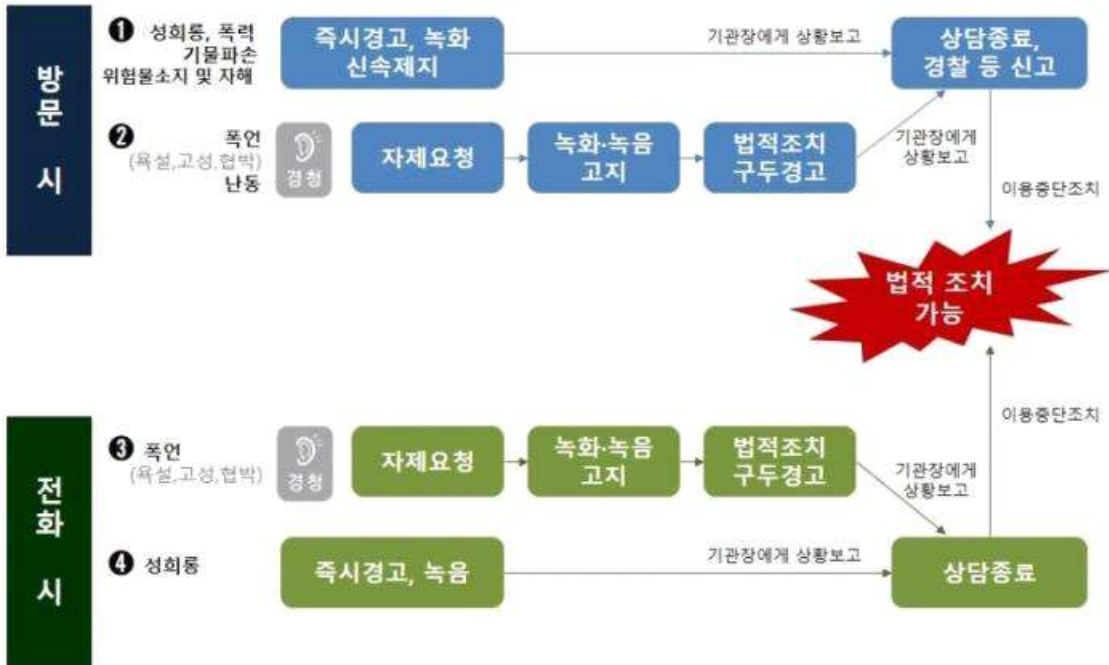 방문 시
❶ 성희롱, 폭력
기물파손
위험물소지 및 자해
즉시경고, 녹화
신속제지
기관장에게 상황보고
상담종료,
경찰 등 신고
❷ 폭언
(욕설,고성,협박)
난동
경청
자제요청
녹화·녹음
고지
법적조치
구두경고
기관장에게
상황보고
이용중단조치
법적 조치
가능
이용중단조치
전화 시
❸ 폭언
(욕설,고성,협박)
경청
자제요청
녹화·녹음
고지
법적조치
구두경고
기관장에게
상황보고
❹ 성희롱
즉시경고, 녹음
기관장에게 상황보고
상담종료